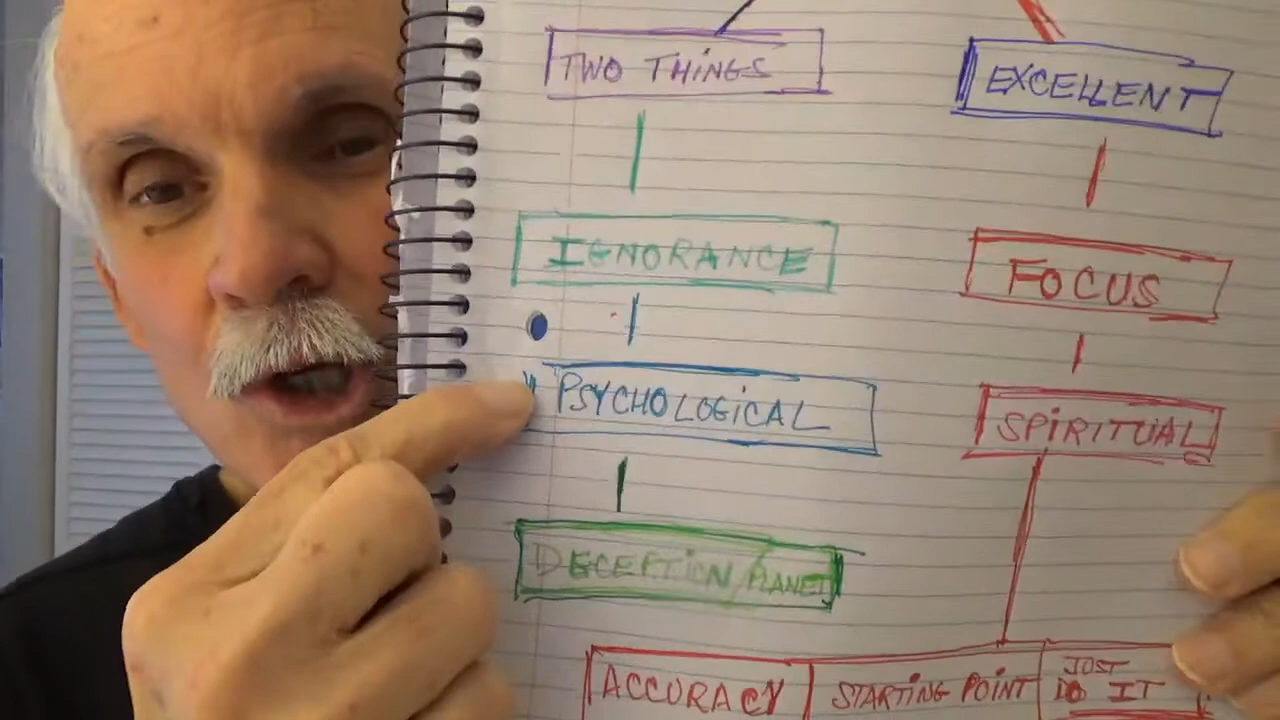 TWO THINGS
EXCELLENT
IGNORANCE
FOCUS
PSYCHOLOGICAL
SPIRITUAL
DECEPTION/PLANET
ACCURACY
STARTING POINT
JUST
DO IT